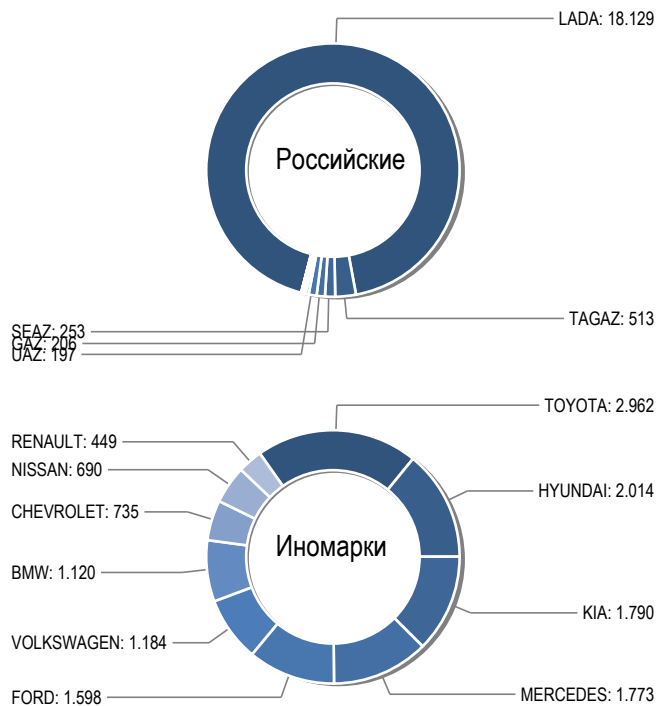 LADA: 18.129
Российские
TAGAZ: 513
SEAZ: 253
GAZ: 206
UAZ: 197
TOYOTA: 2.962
RENAULT: 449
NISSAN: 690
HYUNDAI: 2.014
CHEVROLET: 735
Иномарки
BMW: 1.120
KIA: 1.790
VOLKSWAGEN: 1.184
FORD: 1.598
MERCEDES: 1.773